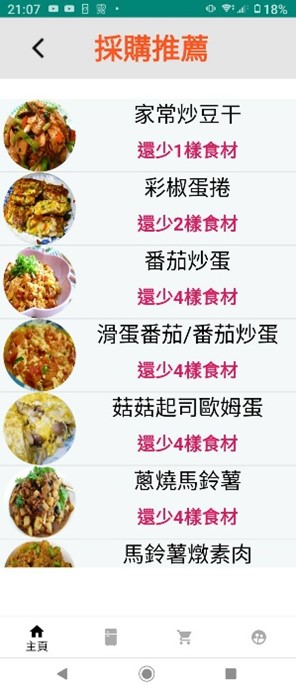 21:07
18%
採購推薦
家常炒豆干
還少1樣食材
彩椒蛋捲
還少2樣食材
番茄炒蛋
還少4樣食材
滑蛋番茄/番茄炒蛋
還少4樣食材
菇菇起司歐姆蛋
還少4樣食材
蔥燒馬鈴薯
還少4樣食材
馬鈴薯燉素肉
主頁